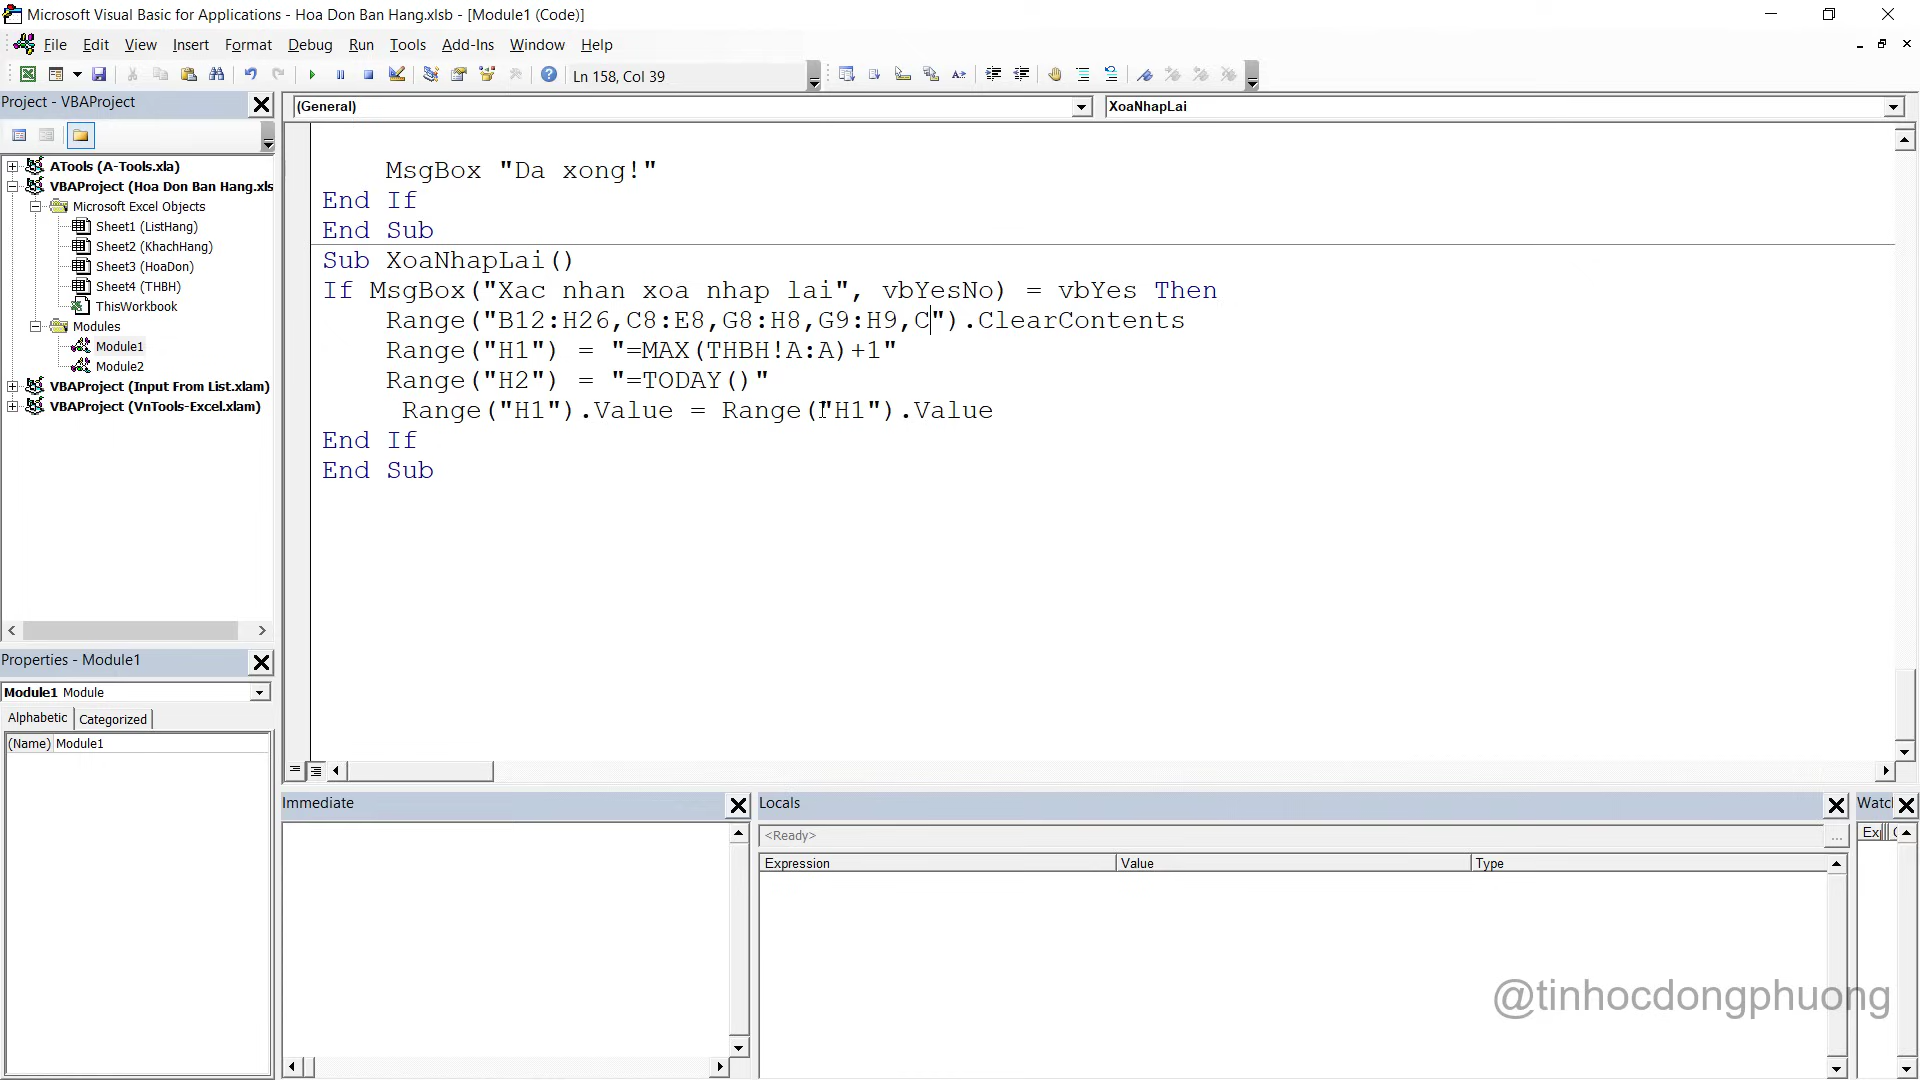 Microsoft Visual Basic for Applications - Hoa Don Ban Hang.xlsb - [Module1 (Code)]
File Edit View Insert Format Debug Run Tools Add-Ins Window Help
Ln 158, Col 39
Project - VBAProject
ATools (A-Tools.xla)
VBAProject (Hoa Don Ban Hang.xls
Microsoft Excel Objects
Sheet1 (ListHang)
Sheet2 (KhachHang)
Sheet3 (HoaDon)
Sheet4 (THBH)
ThisWorkbook
Modules
Module1
Module2
VBAProject (Input From List.xlam)
VBAProject (VnTools-Excel.xlam)
Properties - Module1
Module1 Module
Alphabetic Categorized
(Name) Module1
(General) XoaNhapLai
MsgBox "Da xong!"
End If
End Sub
Sub XoaNhapLai()
If MsgBox("Xac nhan xoa nhap lai", vbYesNo) = vbYes Then
Range("B12:H26,C8:E8,G8:H8,G9:H9,C").ClearContents
Range("H1") = "=MAX(THBH!A:A)+1"
Range("H2") = "=TODAY()"
Range("H1").Value = Range("H1").Value
End If
End Sub
Immediate
Locals
<Ready>
Expression Value Type
Watc
Exp
@tinhocdongphuong